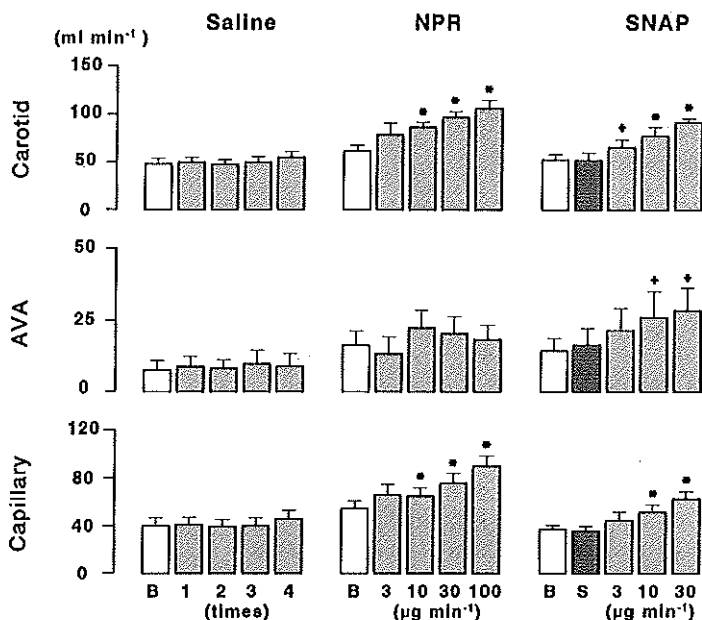 Saline NPR SNAP
(ml min⁻¹)
Carotid
150
100
50
0
* * *
+ * *
AVA
50
25
0
+ +
Capillary
120
80
40
0
* * *
* *
B 1 2 3 4 B 3 10 30 100 B S 3 10 30
(times) (µg min⁻¹) (µg min⁻¹)